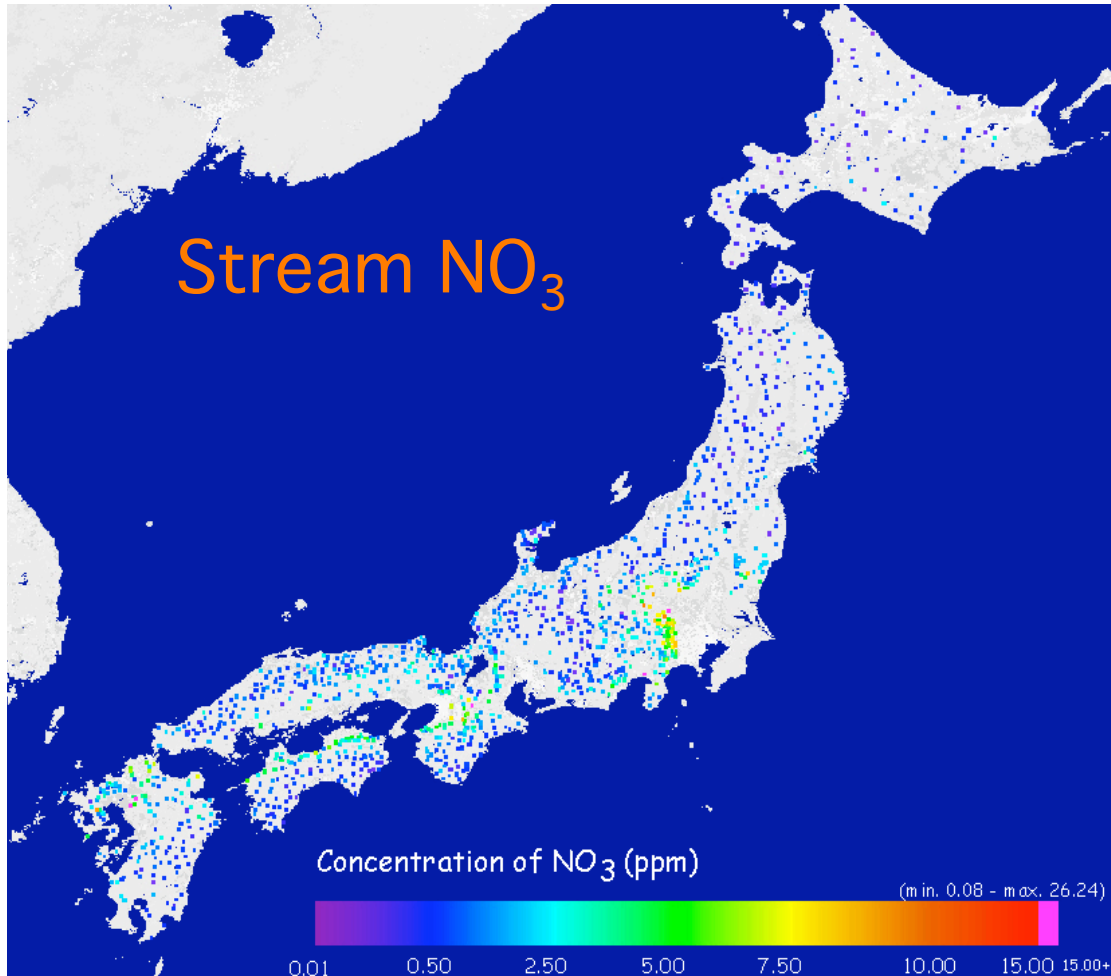 Stream NO₃
Concentration of NO₃ (ppm)
(min. 0.08 - max. 26.24)
0.01 0.50 2.50 5.00 7.50 10.00 15.00 15.00+